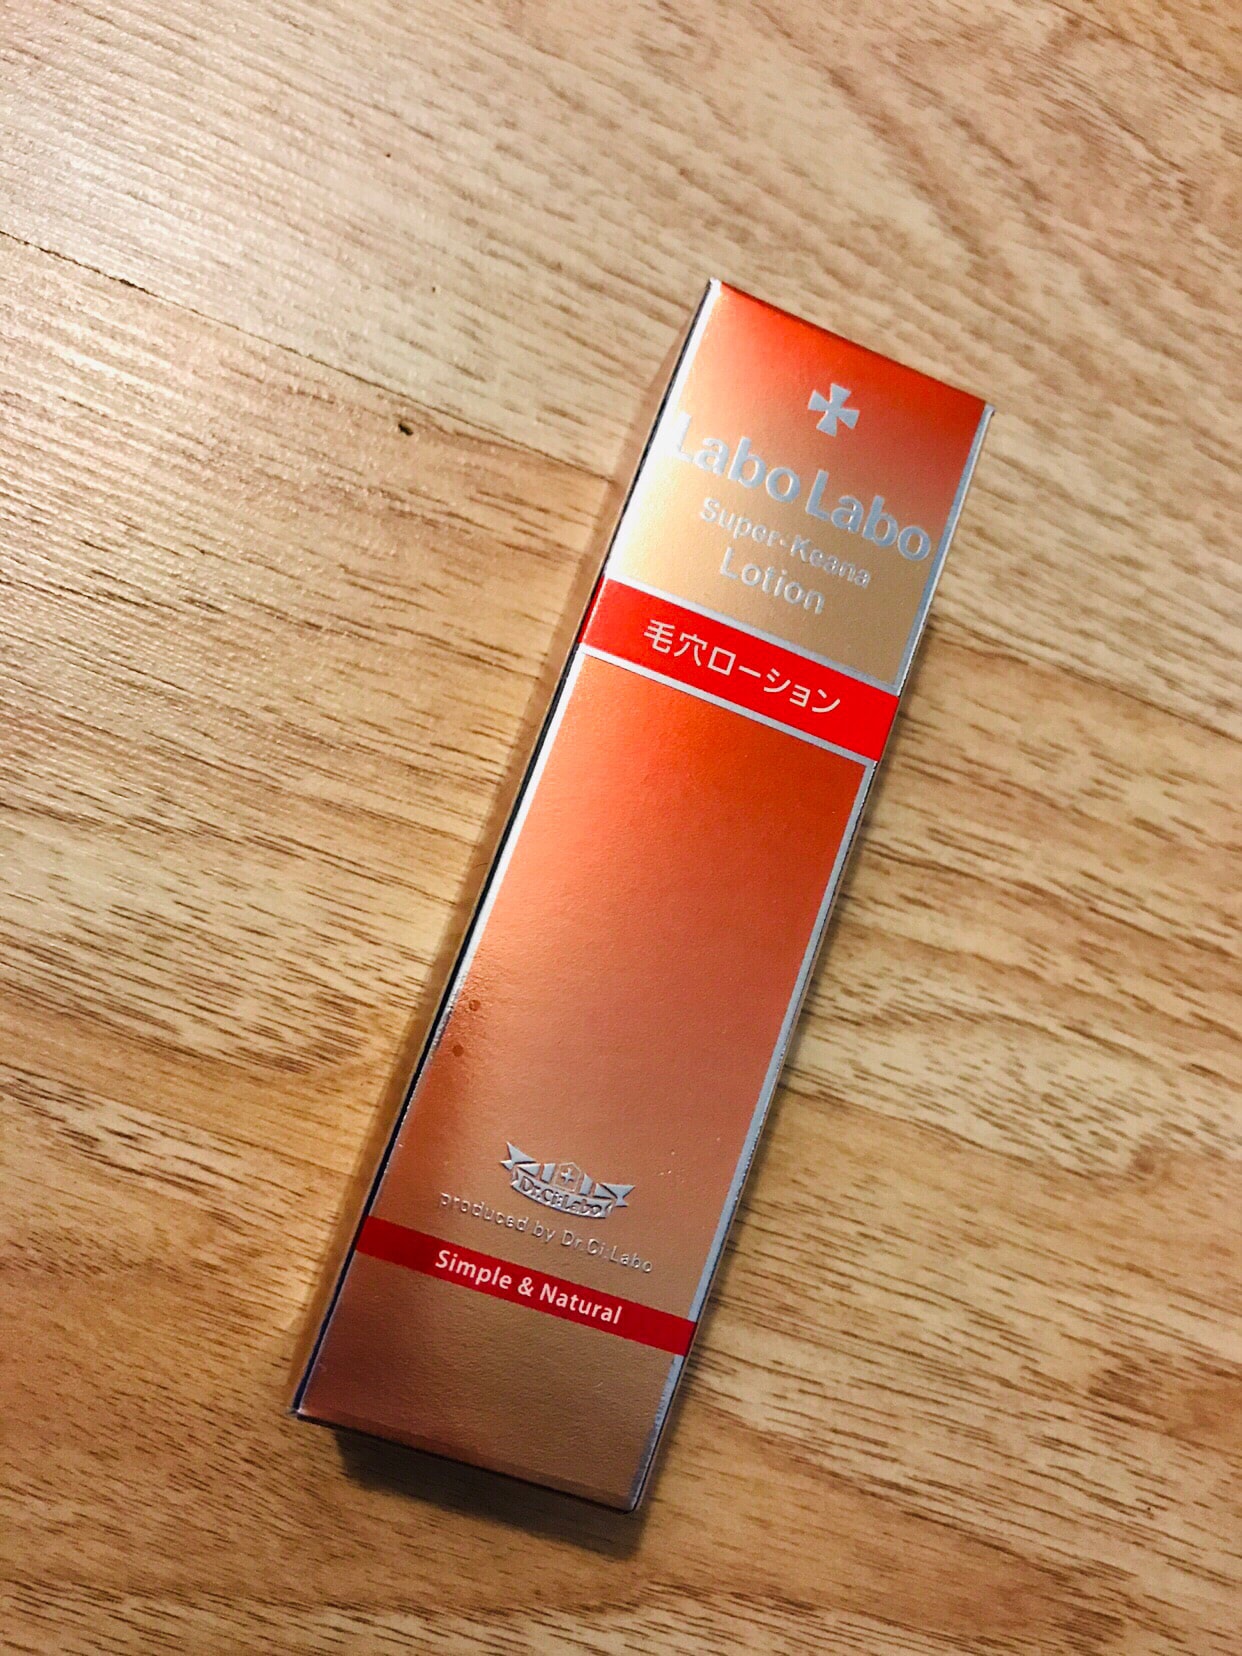 Labo Labo
Super-Keana
Lotion
毛穴ローション
Dr.Ci:Labo
produced by Dr.Ci:Labo
Simple & Natural